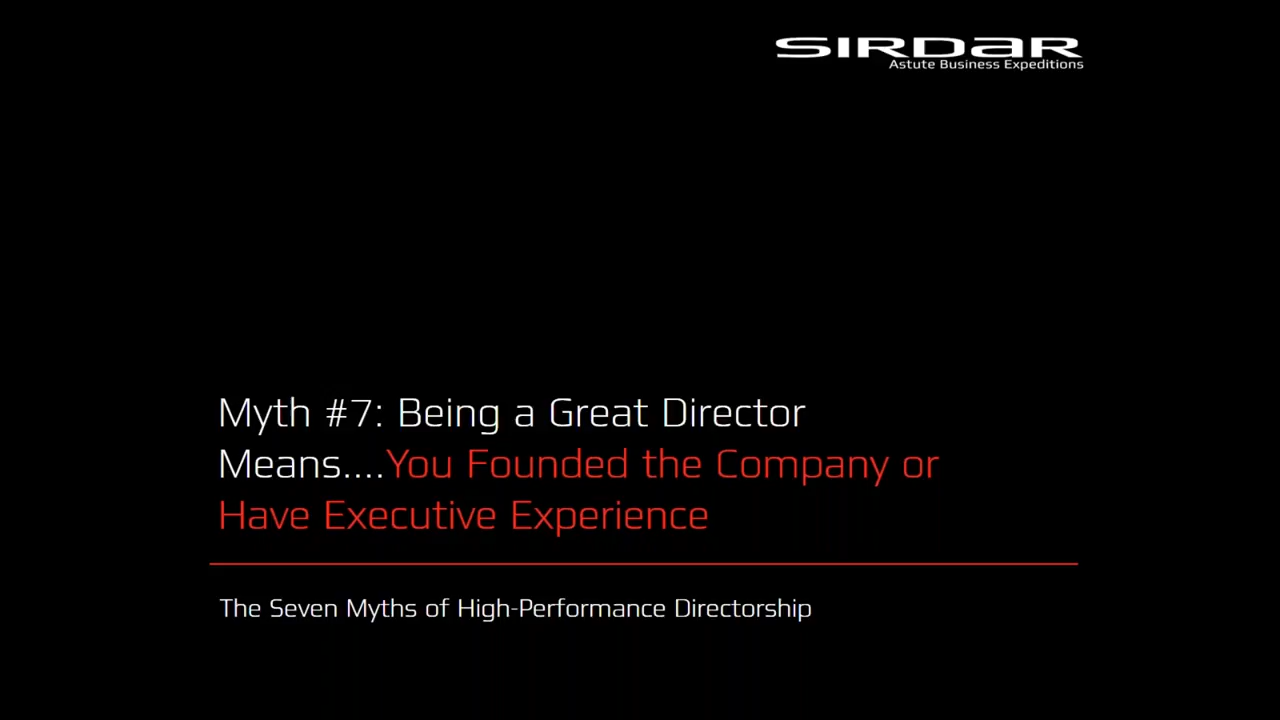 SIRDAR
Astute Business Expeditions
Myth #7: Being a Great Director
Means....You Founded the Company or
Have Executive Experience
The Seven Myths of High-Performance Directorship